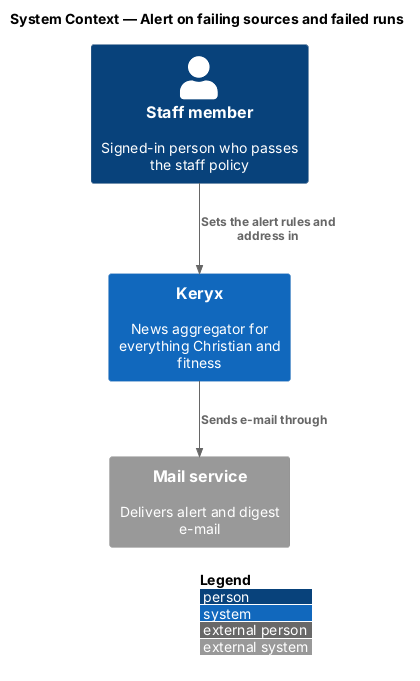 System Context — Alert on failing sources and failed runs
Staff member
Signed-in person who passes
the staff policy
Sets the alert rules and
address in
Keryx
News aggregator for
everything Christian and
fitness
Sends e-mail through
Mail service
Delivers alert and digest
e-mail
Legend
person
system
external person
external system